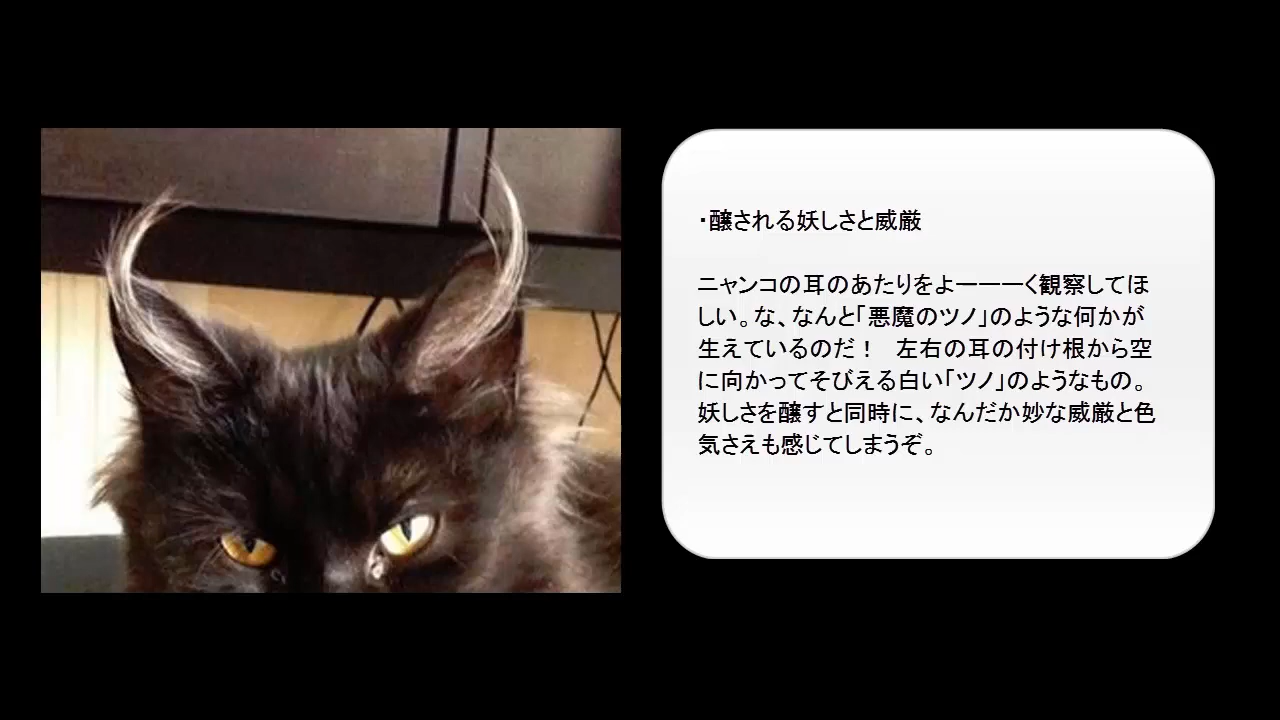 ・醸される妖しさと威厳
ニャンコの耳のあたりをよーーーく観察してほ
しい。な、なんと「悪魔のツノ」のような何かが
生えているのだ！　左右の耳の付け根から空
に向かってそびえる白い「ツノ」のようなもの。
妖しさを醸すと同時に、なんだか妙な威厳と色
気さえも感じてしまうぞ。